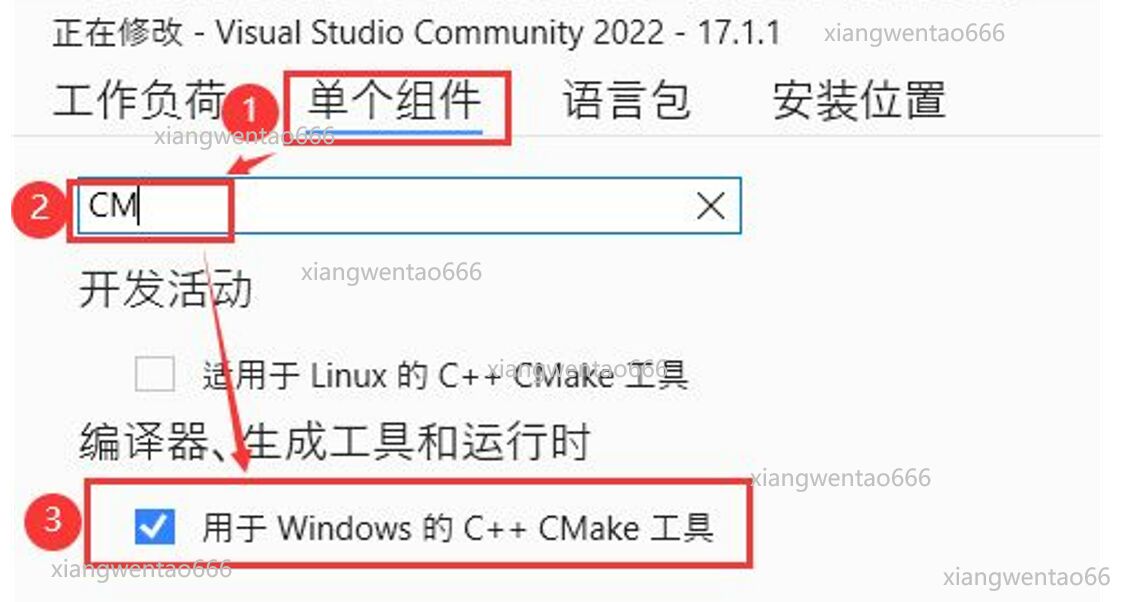 正在修改 - Visual Studio Community 2022 - 17.1.1
xiangwentao666
工作负荷 1 单个组件 语言包 安装位置
xiangwentao666
2 CM
xiangwentao666
开发活动
适用于 Linux 的 C++ CMake 工具
xiangwentao666
编译器、生成工具和运行时
xiangwentao666
3 用于 Windows 的 C++ CMake 工具
xiangwentao666
xiangwentao66